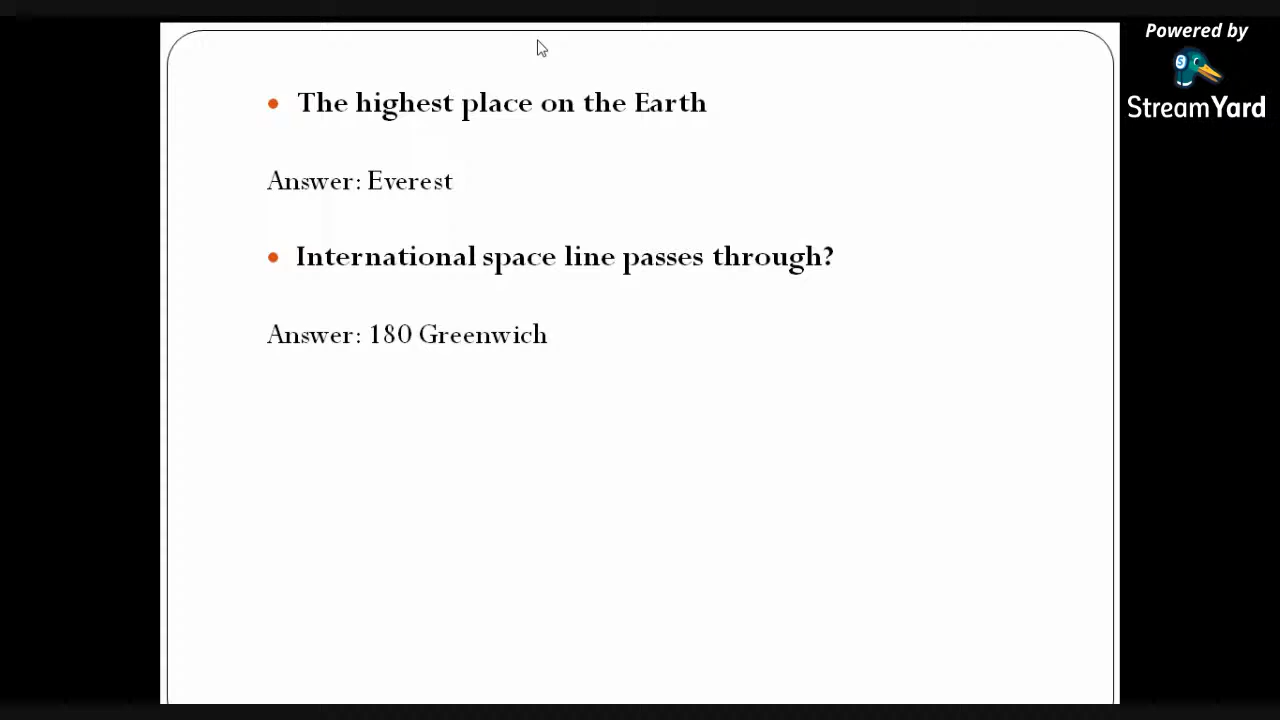 Powered by
StreamYard
• The highest place on the Earth
Answer: Everest
• International space line passes through?
Answer: 180 Greenwich